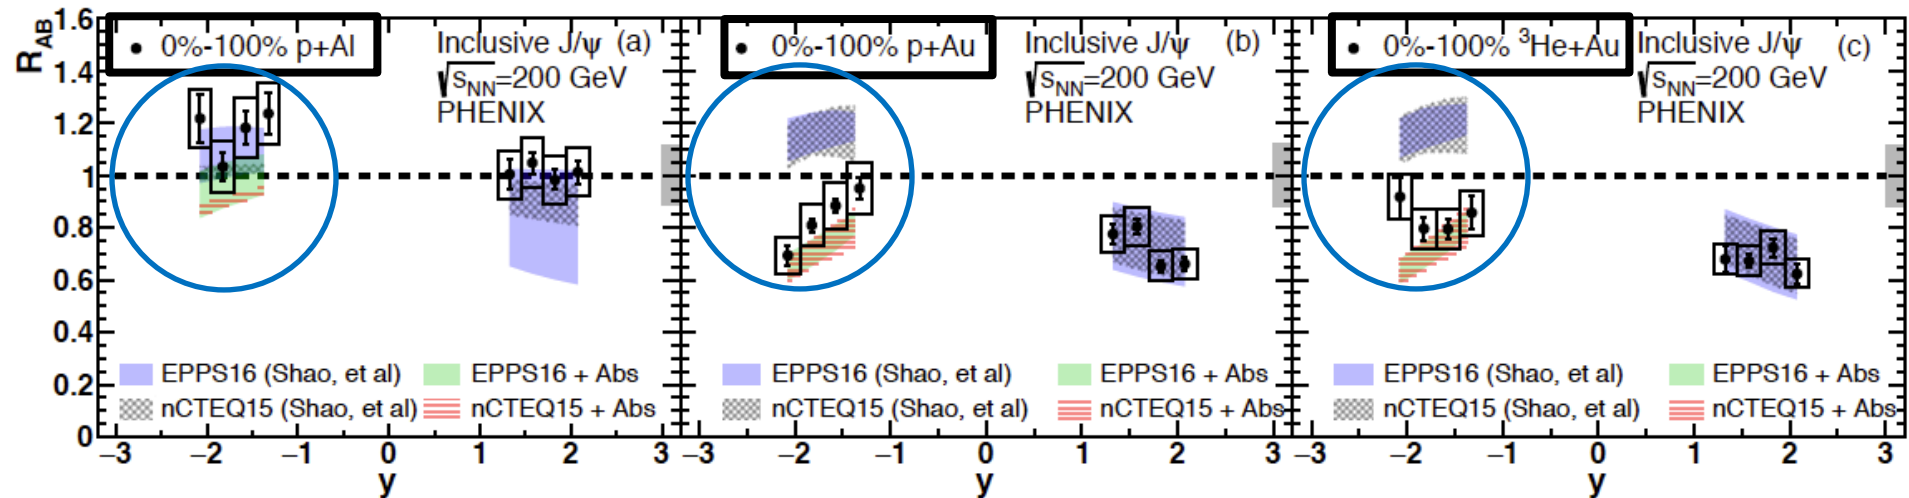 R_AB
1.6
1.4
1.2
1
0.8
0.6
0.4
0.2
0
0%-100% p+Al
Inclusive J/ψ (a)
√s_NN=200 GeV
PHENIX
EPPS16 (Shao, et al)
EPPS16 + Abs
nCTEQ15 (Shao, et al)
nCTEQ15 + Abs
−3 −2 −1 0 1 2 3
y
0%-100% p+Au
Inclusive J/ψ (b)
√s_NN=200 GeV
PHENIX
EPPS16 (Shao, et al)
EPPS16 + Abs
nCTEQ15 (Shao, et al)
nCTEQ15 + Abs
−3 −2 −1 0 1 2 3
y
0%-100% ³He+Au
Inclusive J/ψ (c)
√s_NN=200 GeV
PHENIX
EPPS16 (Shao, et al)
EPPS16 + Abs
nCTEQ15 (Shao, et al)
nCTEQ15 + Abs
−3 −2 −1 0 1 2 3
y